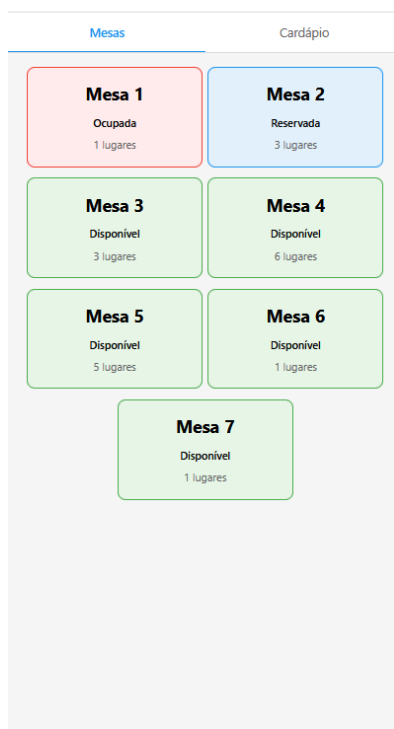 Mesas
Cardápio
Mesa 1
Ocupada
1 lugares
Mesa 2
Reservada
3 lugares
Mesa 3
Disponível
3 lugares
Mesa 4
Disponível
6 lugares
Mesa 5
Disponível
5 lugares
Mesa 6
Disponível
1 lugares
Mesa 7
Disponível
1 lugares